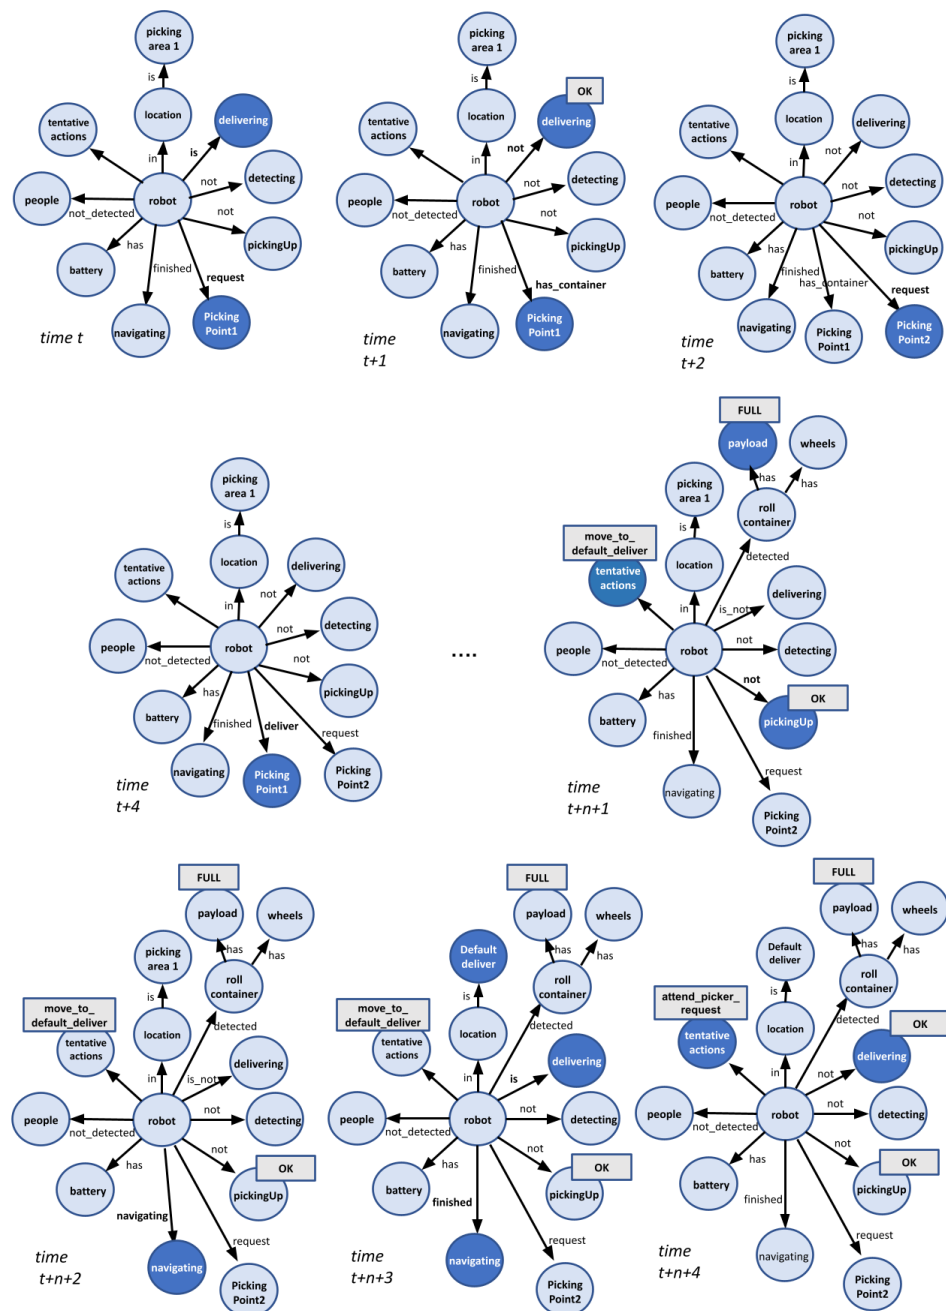 picking
area 1
is
tentative
actions
location
delivering
is
in
not
detecting
people
not_detected
robot
not
has
pickingUp
battery
finished
request
navigating
Picking
Point1
time t
picking
area 1
is
OK
tentative
actions
location
delivering
not
in
not
detecting
people
not_detected
robot
not
has
pickingUp
battery
finished
has_container
navigating
Picking
Point1
time
t+1
picking
area 1
is
tentative
actions
location
delivering
not
in
not
detecting
people
not_detected
robot
not
has
pickingUp
battery
finished
has_container
request
navigating
Picking
Point1
Picking
Point2
time
t+2
picking
area 1
is
tentative
actions
location
delivering
not
in
not
detecting
people
not_detected
robot
not
has
pickingUp
battery
finished
deliver
request
navigating
Picking
Point1
Picking
Point2
time
t+4
....
FULL
payload
wheels
has
has
picking
area 1
roll
container
is
move_to_
default_deliver
detected
tentative
actions
location
delivering
in
is_not
not
detecting
people
not_detected
robot
not
OK
has
pickingUp
battery
finished
request
navigating
Picking
Point2
time
t+n+1
FULL
payload
wheels
has
has
picking
area 1
roll
container
is
move_to_
default_deliver
detected
tentative
actions
location
delivering
in
is_not
not
detecting
people
not_detected
robot
not
OK
has
pickingUp
battery
navigating
request
navigating
Picking
Point2
time
t+n+2
FULL
payload
wheels
has
has
Default
deliver
roll
container
is
move_to_
default_deliver
detected
tentative
actions
location
delivering
in
is
not
detecting
people
not_detected
robot
not
OK
has
pickingUp
battery
finished
request
navigating
Picking
Point2
time
t+n+3
FULL
payload
wheels
has
has
Default
deliver
roll
container
is
attend_picker_
request
detected
OK
tentative
actions
location
delivering
in
not
not
detecting
people
not_detected
robot
not
OK
has
pickingUp
battery
finished
request
navigating
Picking
Point2
time
t+n+4